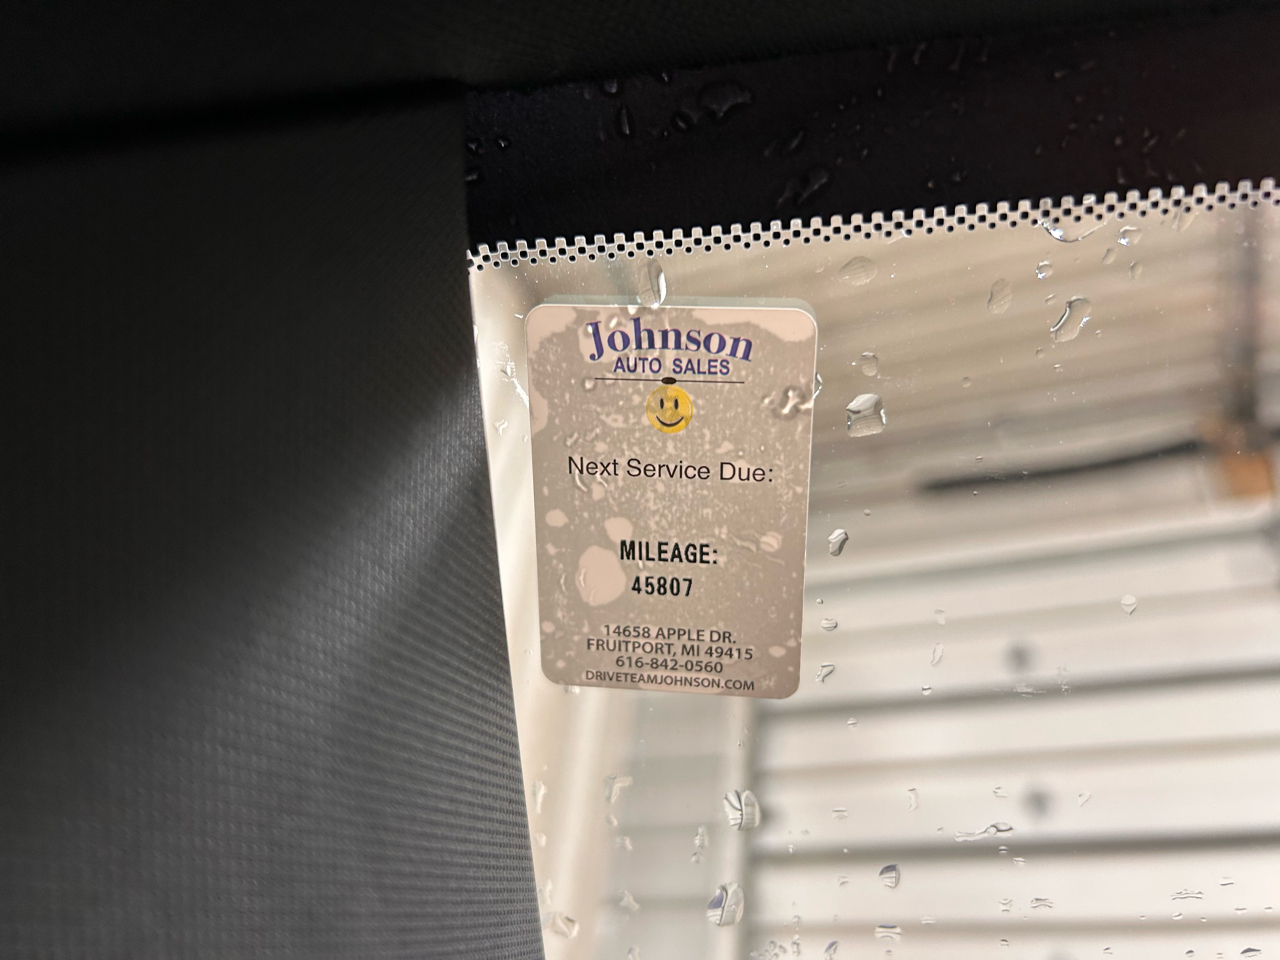 Johnson
AUTO SALES
Next Service Due:
MILEAGE:
45807
14658 APPLE DR.
FRUITPORT, MI 49415
616-842-0560
DRIVETEAMJOHNSON.COM